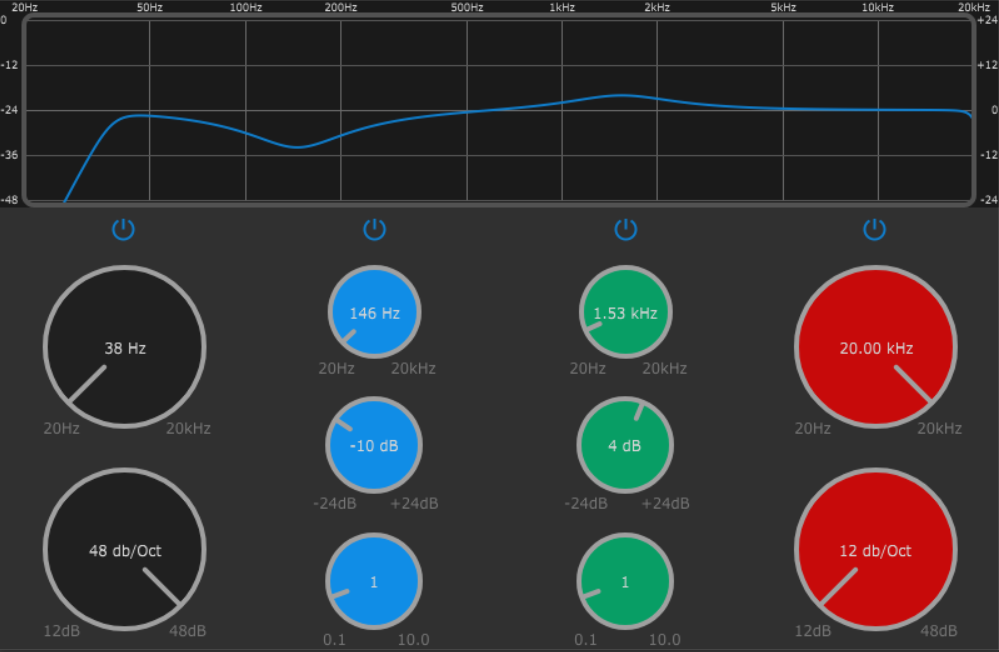 20Hz 50Hz 100Hz 200Hz 500Hz 1kHz 2kHz 5kHz 10kHz 20kHz
0 +24
-12 +12
-24 0
-36 -12
-48 -24
146 Hz 1.53 kHz
38 Hz 20.00 kHz
20Hz 20kHz 20Hz 20kHz
20Hz 20kHz 20Hz 20kHz
-10 dB 4 dB
-24dB +24dB -24dB +24dB
48 db/Oct 12 db/Oct
1 1
12dB 48dB 12dB 48dB
0.1 10.0 0.1 10.0